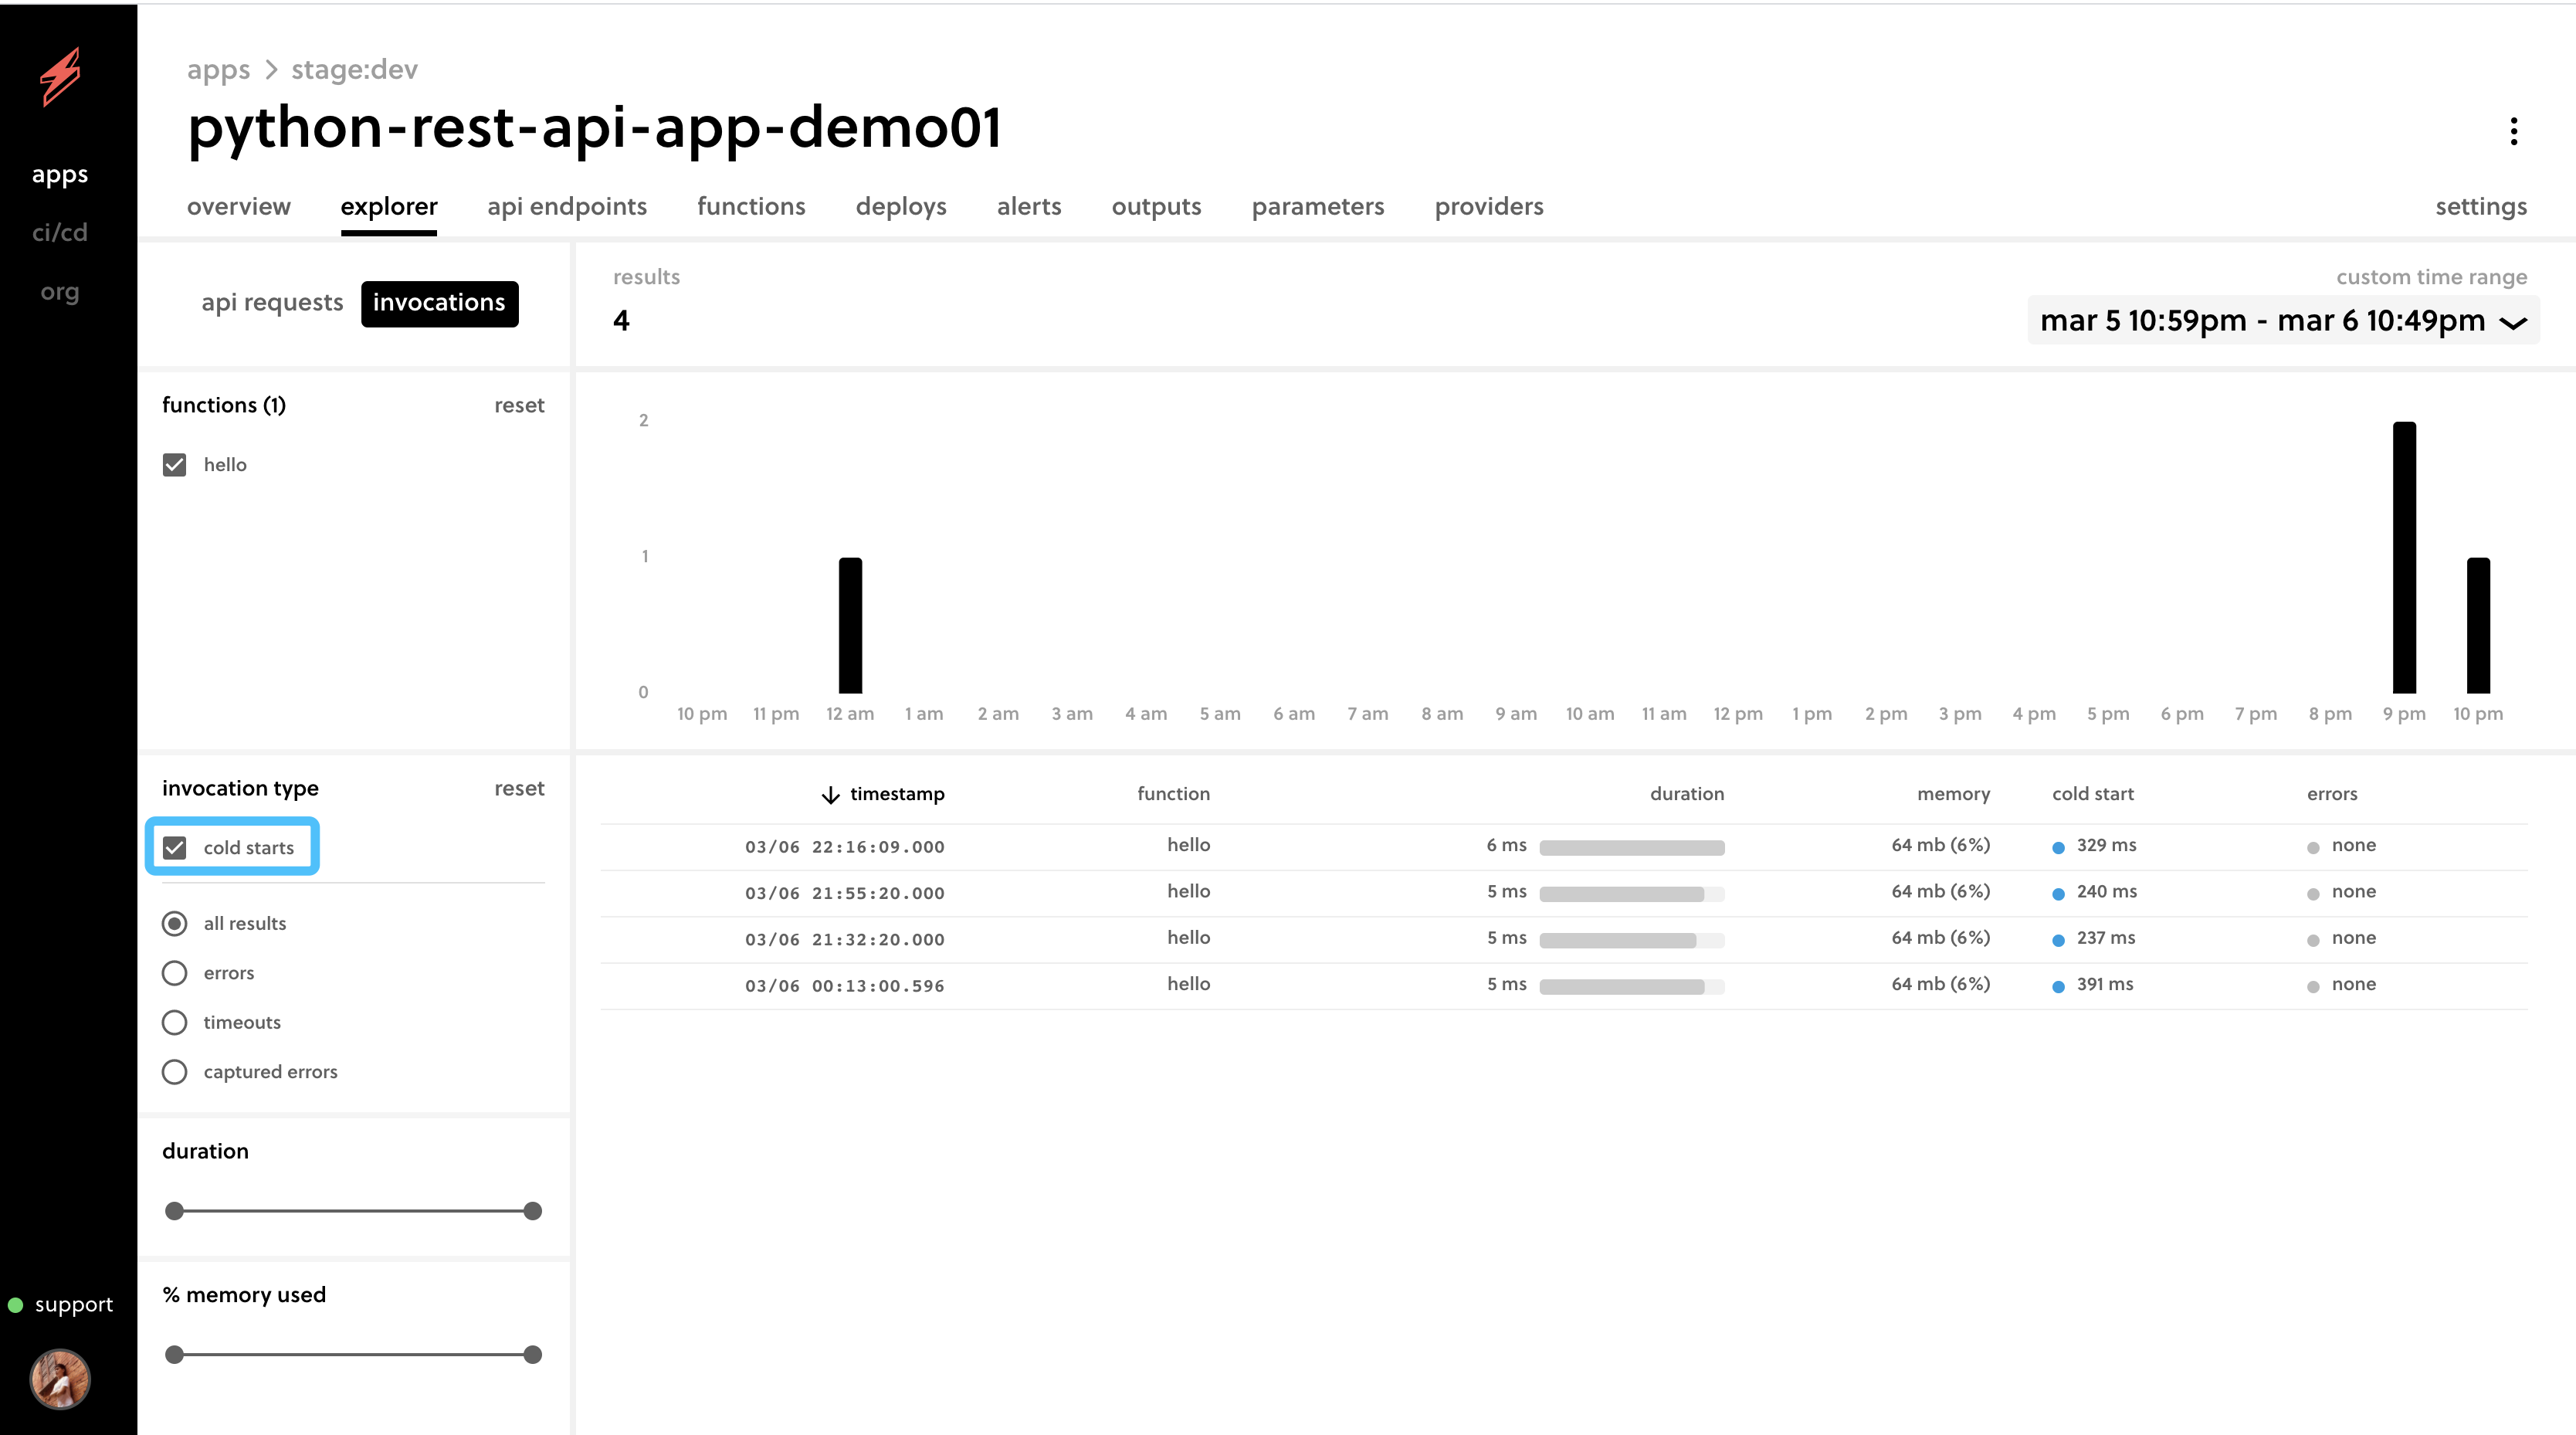 apps > stage:dev
python-rest-api-app-demo01
apps
ci/cd
org
support
overview explorer api endpoints functions deploys alerts outputs parameters providers settings
api requests invocations
results
4
custom time range
mar 5 10:59pm - mar 6 10:49pm
functions (1) reset
hello
2
1
0
10 pm 11 pm 12 am 1 am 2 am 3 am 4 am 5 am 6 am 7 am 8 am 9 am 10 am 11 am 12 pm 1 pm 2 pm 3 pm 4 pm 5 pm 6 pm 7 pm 8 pm 9 pm 10 pm
invocation type reset
cold starts
all results
errors
timeouts
captured errors
duration
% memory used
timestamp function duration memory cold start errors
03/06 22:16:09.000 hello 6 ms 64 mb (6%) 329 ms none
03/06 21:55:20.000 hello 5 ms 64 mb (6%) 240 ms none
03/06 21:32:20.000 hello 5 ms 64 mb (6%) 237 ms none
03/06 00:13:00.596 hello 5 ms 64 mb (6%) 391 ms none